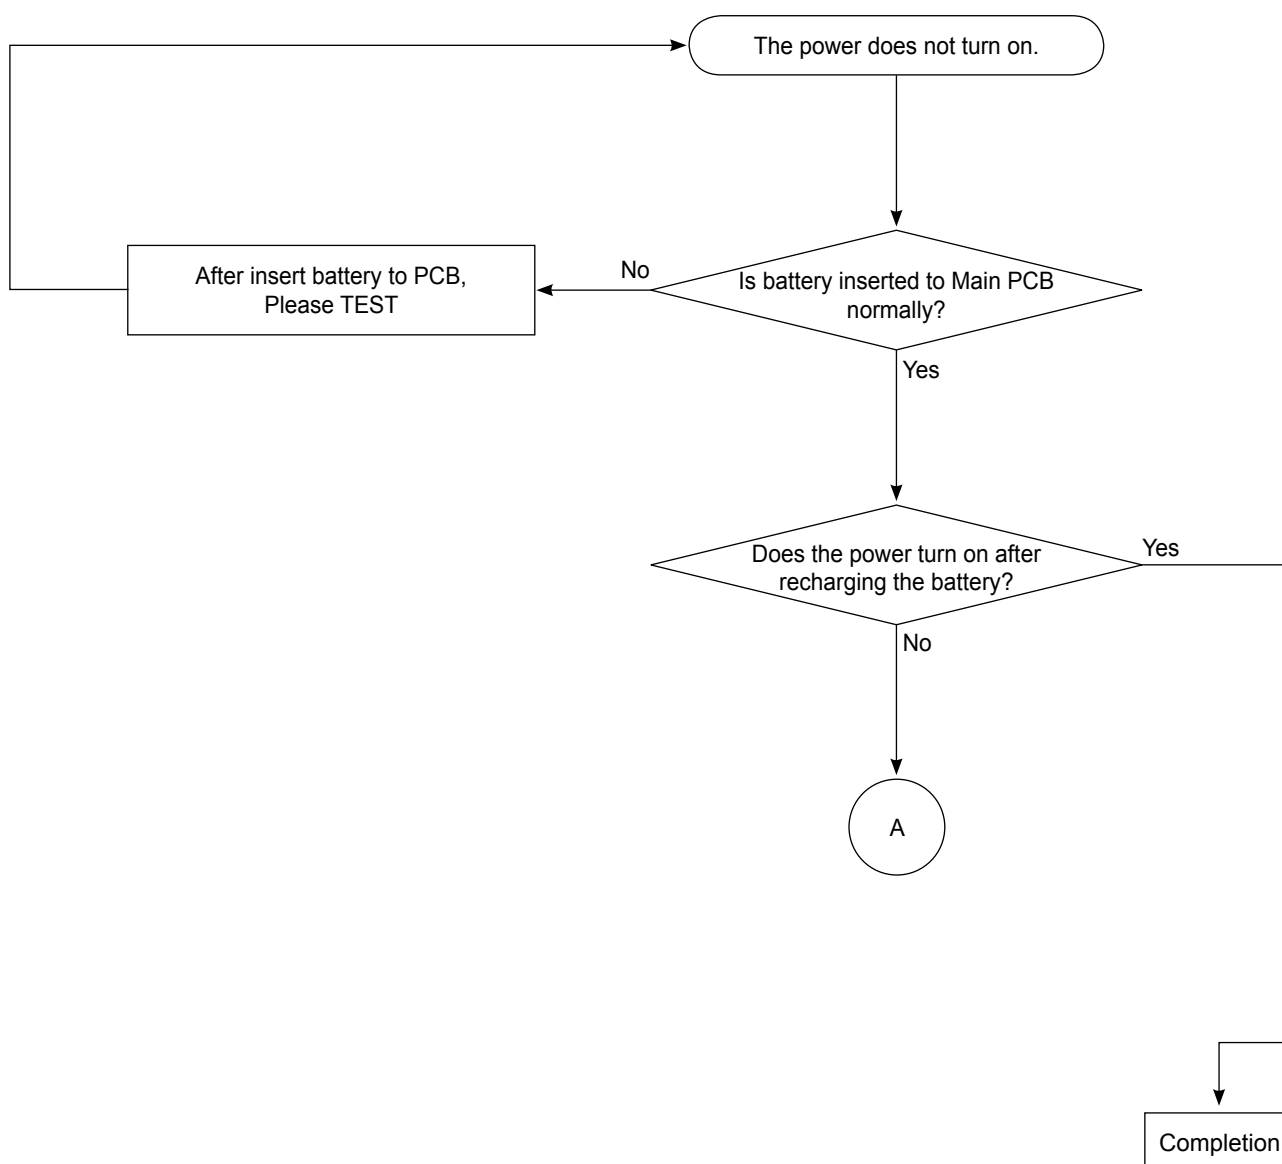 The power does not turn on.
After insert battery to PCB,
Please TEST
No
Is battery inserted to Main PCB
normally?
Yes
Does the power turn on after
recharging the battery?
Yes
No
A
Completion